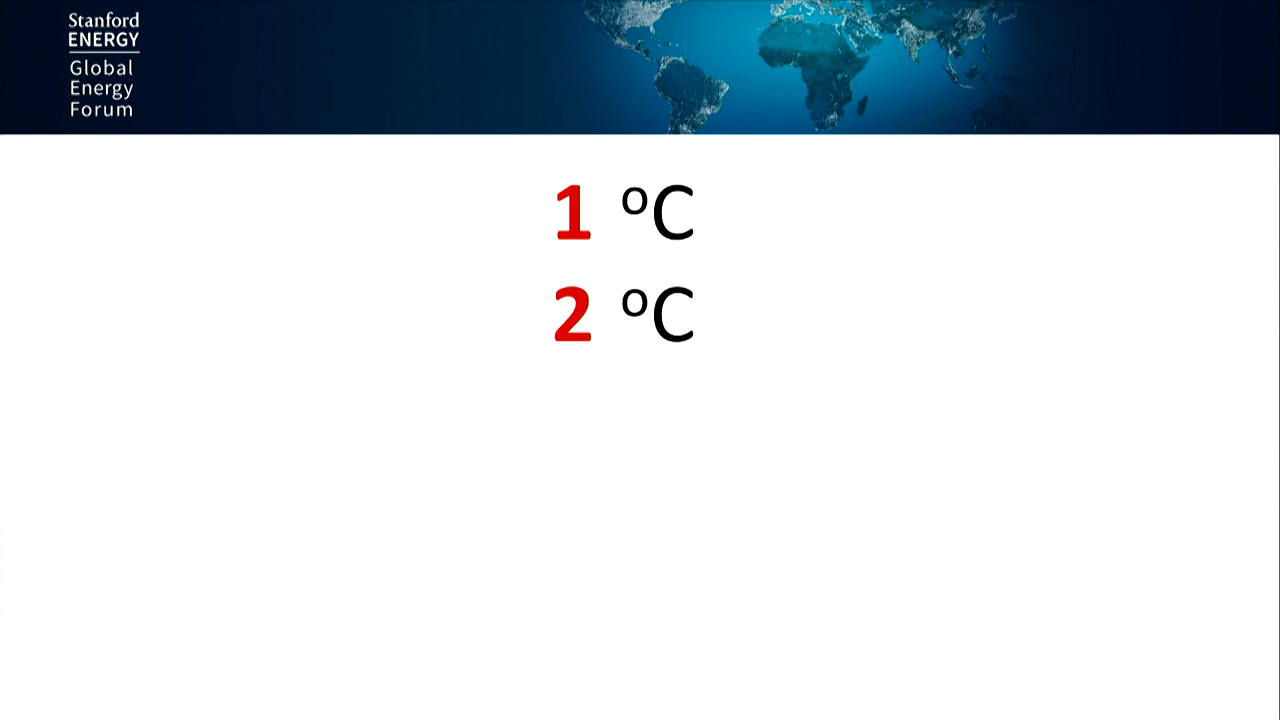 Stanford
ENERGY
Global
Energy
Forum
1 ºC
2 ºC